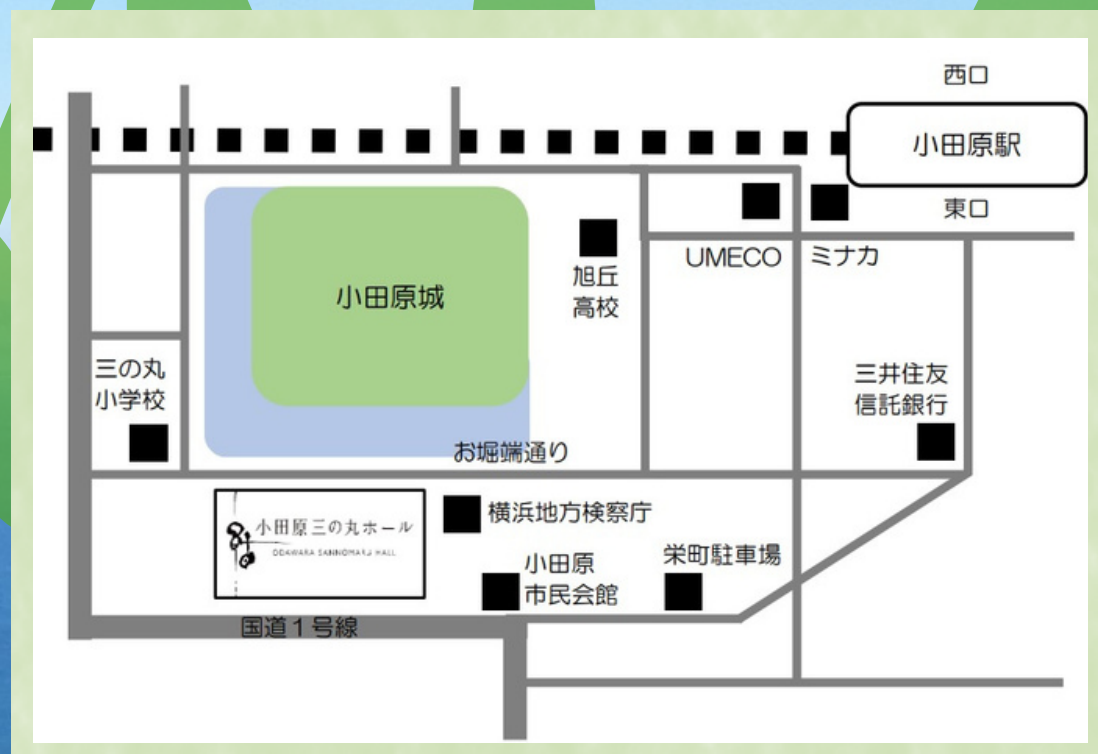 西口
小田原駅
東口
UMECO
ミナカ
旭丘
高校
小田原城
三の丸
小学校
三井住友
信託銀行
お堀端通り
横浜地方検察庁
小田原三の丸ホール
ODAWARA SANNOMARU HALL
小田原
市民会館
栄町駐車場
国道1号線